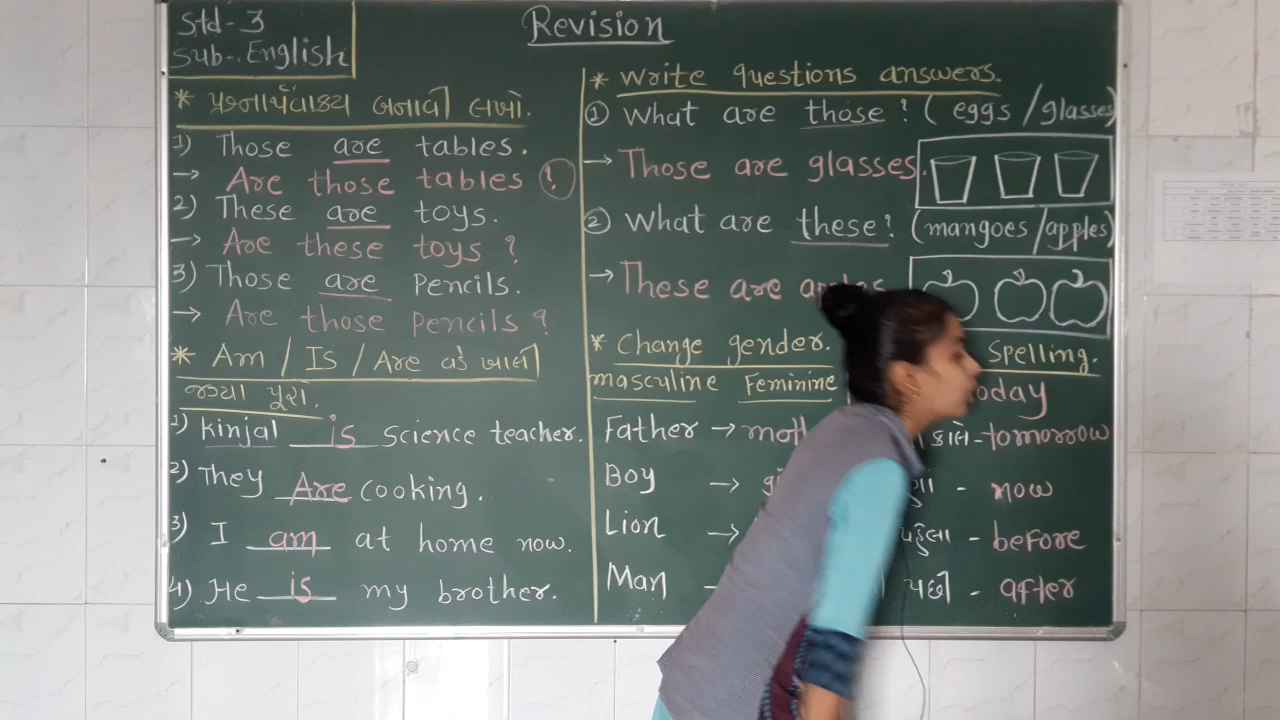 Std-3
Sub-. English
Revision
* પ્રશ્નાર્થવાક્ય બનાવી લખો.
1) Those are tables.
→ Are those tables ?
2) These are toys.
→ Are these toys ?
3) Those are Pencils.
→ Are those Pencils ?
* Am / Is / Are વડે ખાલી
જગ્યા પૂરો.
1) Kinjal is Science teacher.
2) They Are cooking.
3) I am at home now.
4) He is my brother.
* Write questions answers.
① What are those ? ( eggs / glasses)
→ Those are glasses.
② What are these ? (mangoes / apples)
→ These are
* Change gender.
masculine Feminine
Father →
Boy →
Lion →
Man
Spelling.
- tomorrow
- now
- before
પછી - after